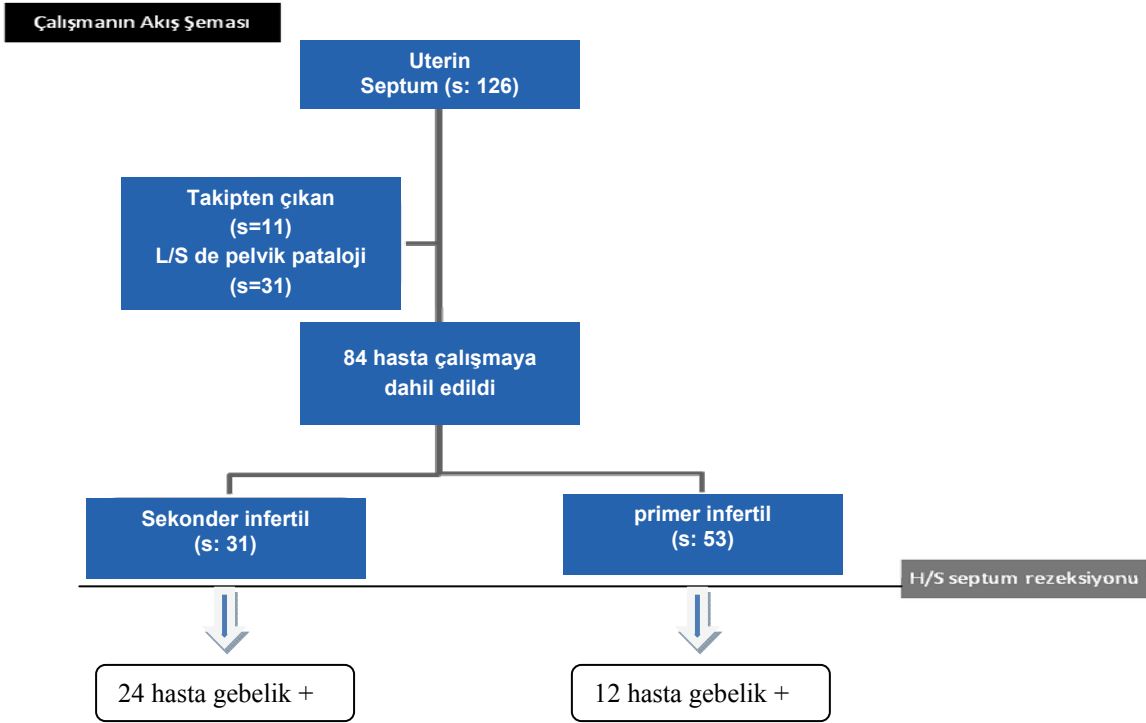 Çalışmanın Akış Şeması
Uterin
Septum (s: 126)
Takipten çıkan
(s=11)
L/S de pelvik pataloji
(s=31)
84 hasta çalışmaya
dahil edildi
Sekonder infertil
(s: 31)
primer infertil
(s: 53)
H/S septum rezeksiyonu
24 hasta gebelik +
12 hasta gebelik +